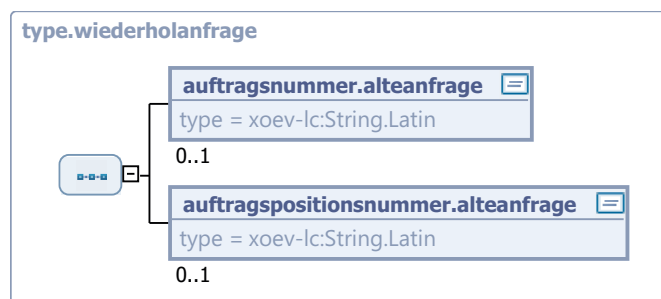 type.wiederholanfrage
auftragsnummer.alteanfrage
type = xoev-lc:String.Latin
0..1
auftragspositionsnummer.alteanfrage
type = xoev-lc:String.Latin
0..1